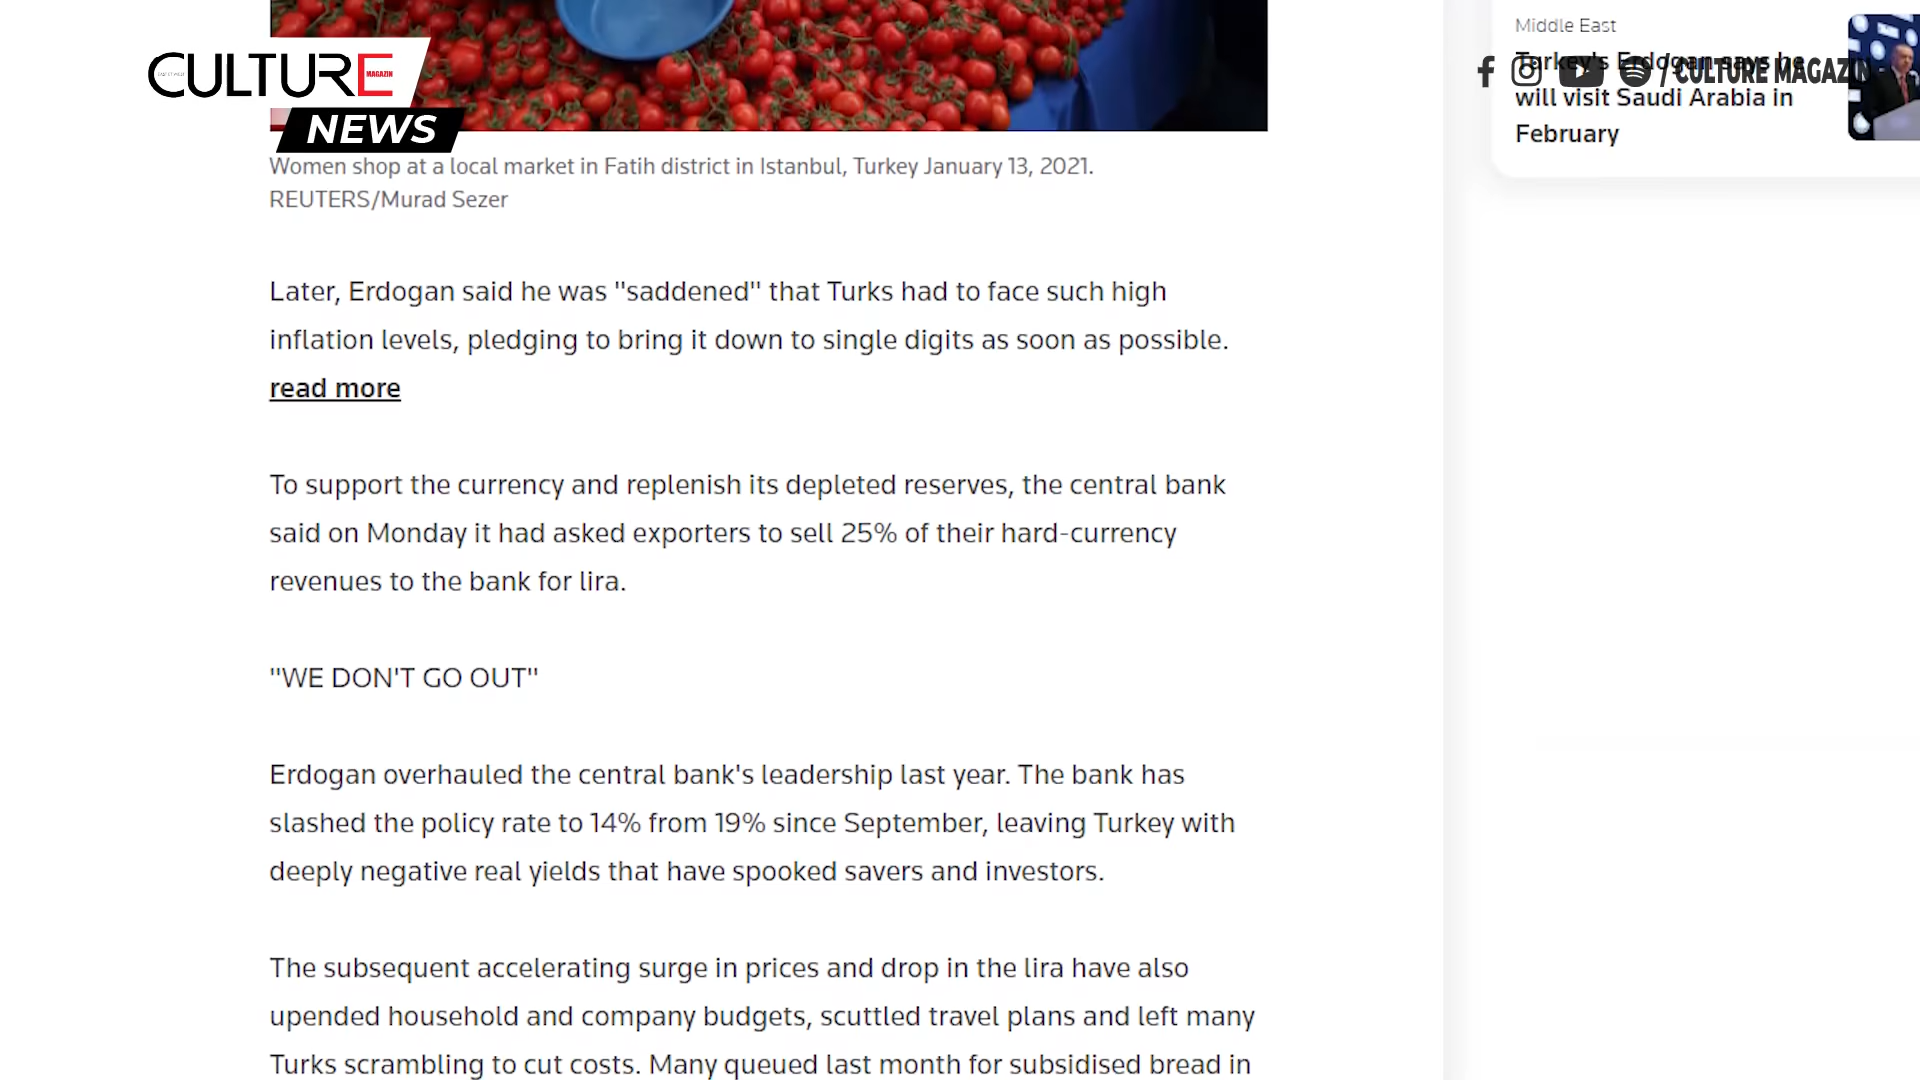 CULTURE
MAGAZIN
NEWS
Women shop at a local market in Fatih district in Istanbul, Turkey January 13, 2021.
REUTERS/Murad Sezer
Later, Erdogan said he was "saddened" that Turks had to face such high
inflation levels, pledging to bring it down to single digits as soon as possible.
read more
To support the currency and replenish its depleted reserves, the central bank
said on Monday it had asked exporters to sell 25% of their hard-currency
revenues to the bank for lira.
"WE DON'T GO OUT"
Erdogan overhauled the central bank's leadership last year. The bank has
slashed the policy rate to 14% from 19% since September, leaving Turkey with
deeply negative real yields that have spooked savers and investors.
The subsequent accelerating surge in prices and drop in the lira have also
upended household and company budgets, scuttled travel plans and left many
Turks scrambling to cut costs. Many queued last month for subsidised bread in
Middle East
Turkey's Erdogan says he
will visit Saudi Arabia in
February
/ CULTURE MAGAZIN